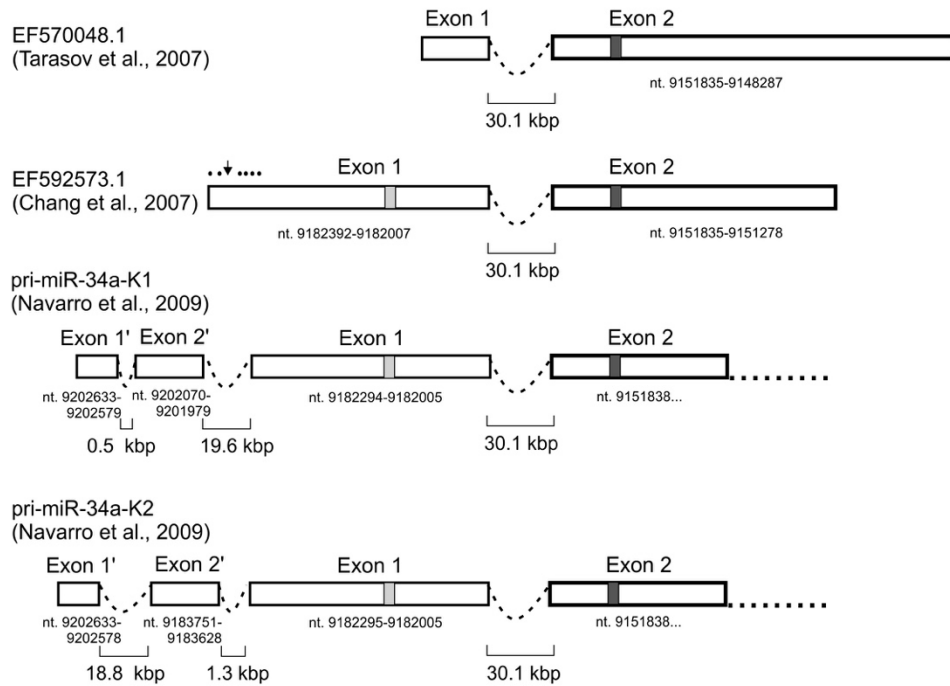 Exon 1 Exon 2
EF570048.1
(Tarasov et al., 2007)
nt. 9151835-9148287
30.1 kbp
Exon 1 Exon 2
EF592573.1
(Chang et al., 2007)
nt. 9182392-9182007 nt. 9151835-9151278
30.1 kbp
pri-miR-34a-K1
(Navarro et al., 2009)
Exon 1' Exon 2' Exon 1 Exon 2
nt. 9202633- nt. 9202070- nt. 9182294-9182005 nt. 9151838...
9202579 9201979
0.5 kbp 19.6 kbp 30.1 kbp
pri-miR-34a-K2
(Navarro et al., 2009)
Exon 1' Exon 2' Exon 1 Exon 2
nt. 9202633- nt. 9183751- nt. 9182295-9182005 nt. 9151838...
9202578 9183628
18.8 kbp 1.3 kbp 30.1 kbp